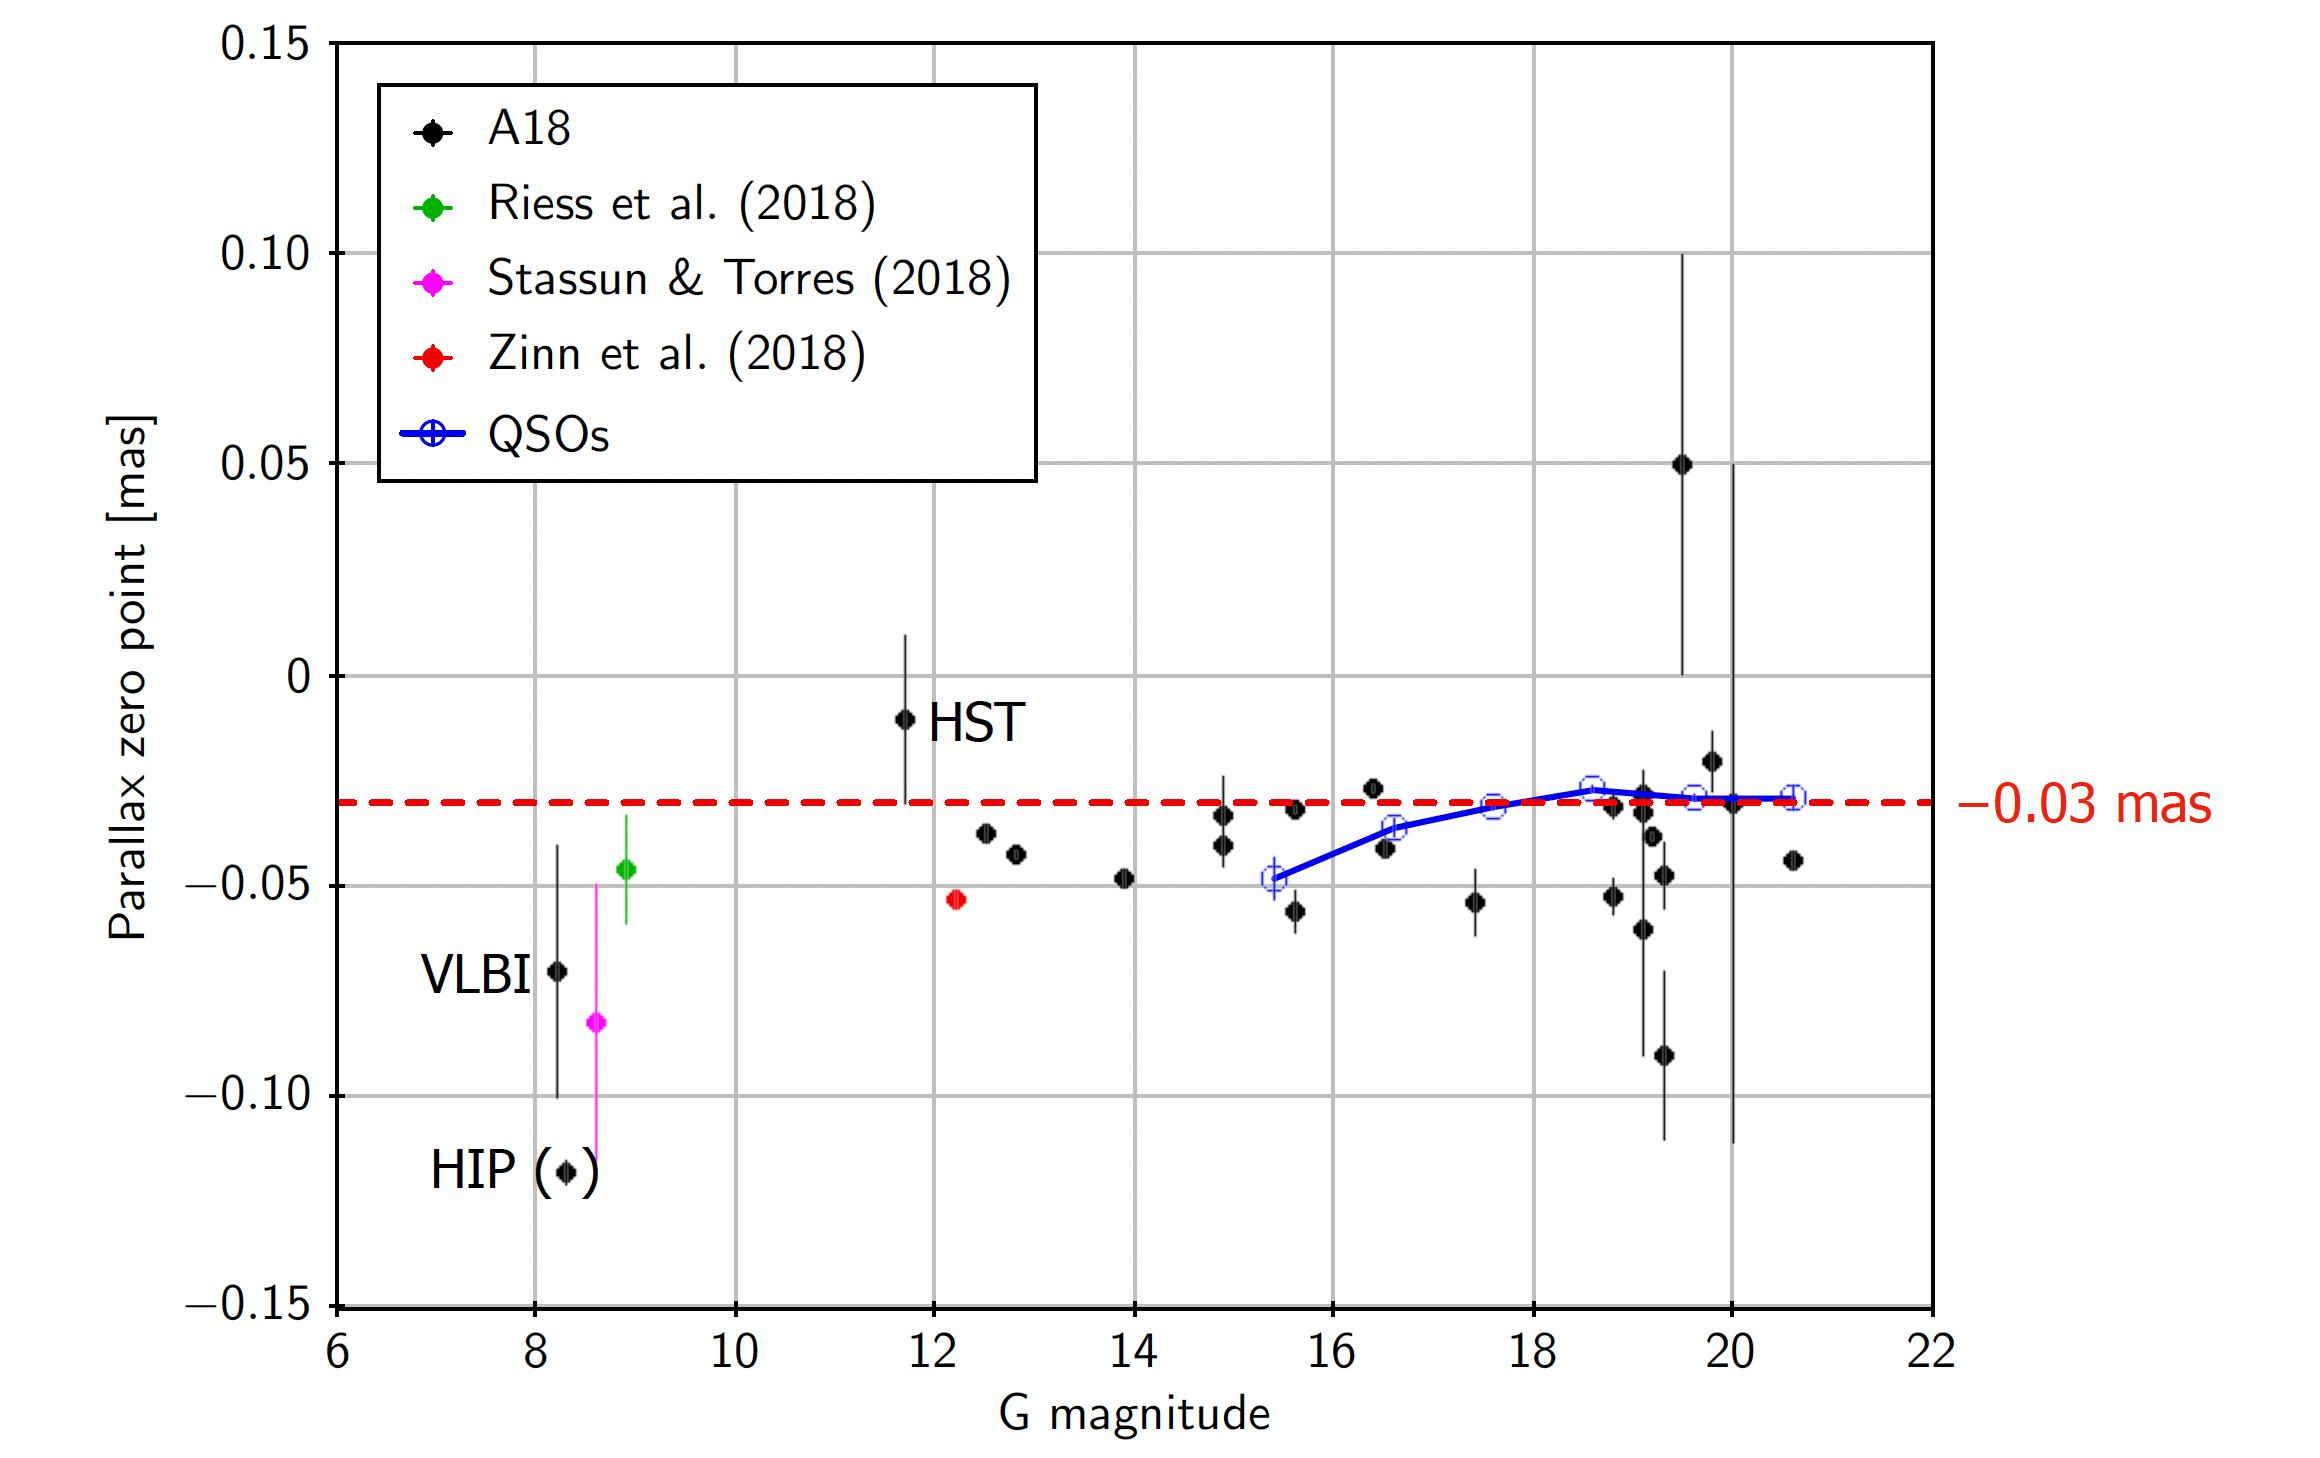 0.15
0.10
0.05
0
−0.05
−0.10
−0.15
Parallax zero point [mas]
A18
Riess et al. (2018)
Stassun & Torres (2018)
Zinn et al. (2018)
QSOs
HST
−0.03 mas
VLBI
HIP ( )
6 8 10 12 14 16 18 20 22
G magnitude